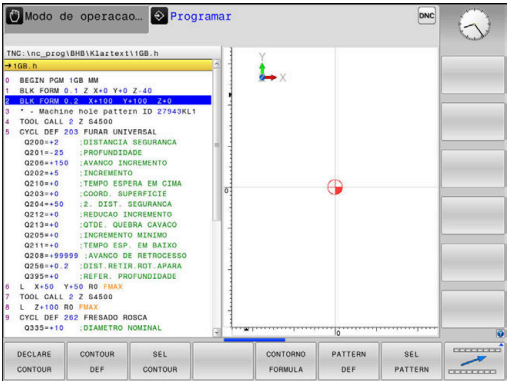 Modo de operacao... Programar DNC
TNC:\nc_prog\BHB\Klartext\1GB.h
→1GB.h
0 BEGIN PGM 1GB MM
1 BLK FORM 0.1 Z X+0 Y+0 Z-40
2 BLK FORM 0.2 X+100 Y+100 Z+0
3 * - Machine hole pattern ID 27943KL1
4 TOOL CALL 2 Z S4500
5 CYCL DEF 203 FURAR UNIVERSAL
Q200=+2 ;DISTANCIA SEGURANCA
Q201=-25 ;PROFUNDIDADE
Q206=+150 ;AVANCO INCREMENTO
Q202=+5 ;INCREMENTO
Q210=+0 ;TEMPO ESPERA EM CIMA
Q203=+0 ;COORD. SUPERFICIE
Q204=+50 ;2. DIST. SEGURANCA
Q212=+0 ;REDUCAO INCREMENTO
Q213=+0 ;QTDE. QUEBRA CAVACO
Q205=+0 ;INCREMENTO MINIMO
Q211=+0 ;TEMPO ESP. EM BAIXO
Q208=+99999 ;AVANCO DE RETROCESSO
Q256=+0.2 ;DIST.RETIR.ROT.APARA
Q395=+0 ;REFER. PROFUNDIDADE
6 L X+50 Y+50 R0 FMAX
7 TOOL CALL 2 Z S4500
8 L Z+100 R0 FMAX
9 CYCL DEF 262 FRESADO ROSCA
Q335=+10 ;DIAMETRO NOMINAL
Y
X
0
0
DECLARE CONTOUR
CONTOUR DEF
SEL CONTOUR
CONTORNO FORMULA
PATTERN DEF
SEL PATTERN